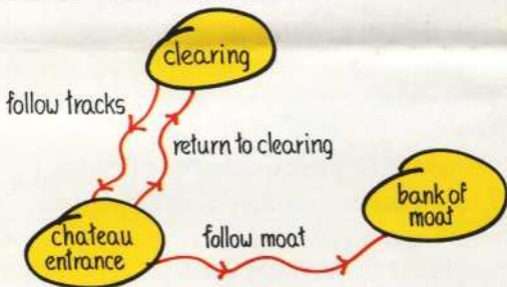 clearing
follow tracks
return to clearing
bank of
moat
chateau
entrance
follow moat